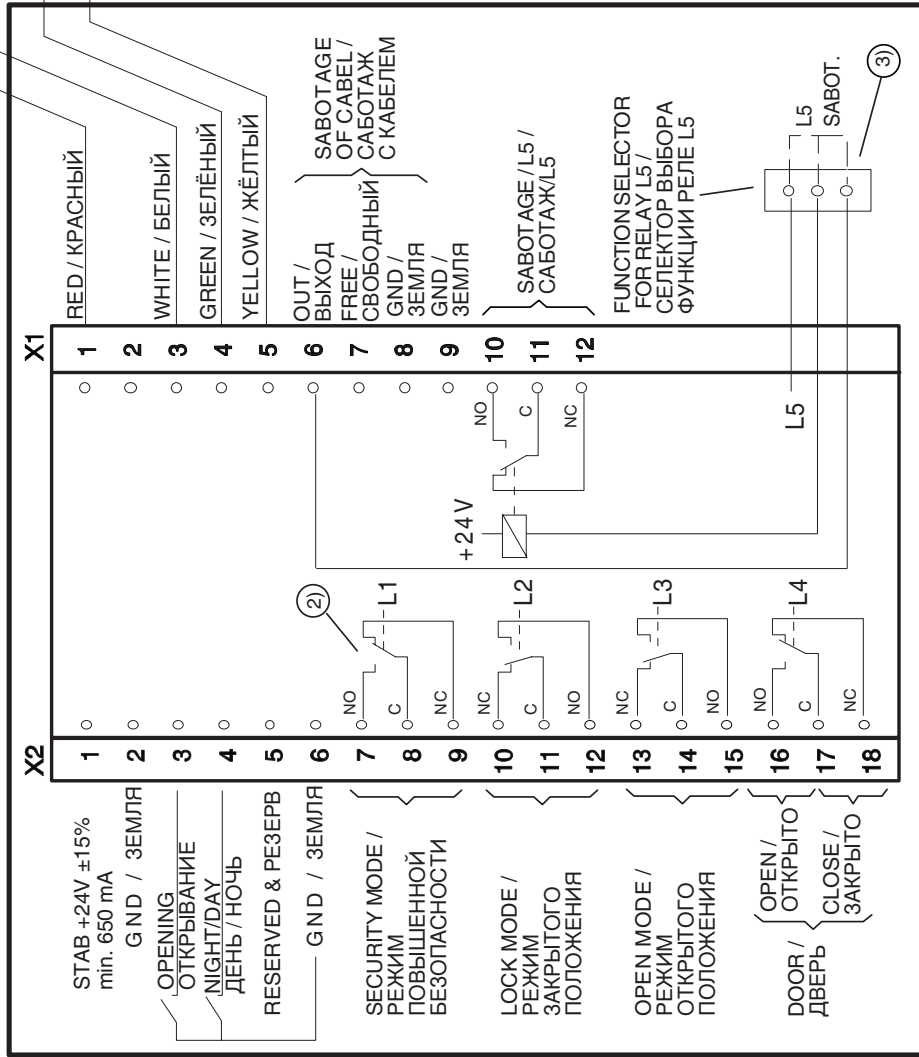 X2
1
2
3
4
5
6
7
8
9
10
11
12
13
14
15
16
17
18
STAB +24V ±15%
min. 650 mA
GND / ЗЕМЛЯ
OPENING
ОТКРЫВАНИЕ
NIGHT/DAY
ДЕНЬ / НОЧЬ
RESERVED & РЕЗЕРВ
GND / ЗЕМЛЯ
SECURITY MODE /
РЕЖИМ
ПОВЫШЕННОЙ
БЕЗОПАСНОСТИ
LOCK MODE /
РЕЖИМ
ЗАКРЫТОГО
ПОЛОЖЕНИЯ
OPEN MODE /
РЕЖИМ
ОТКРЫТОГО
ПОЛОЖЕНИЯ
DOOR /
ДВЕРЬ
OPEN /
ОТКРЫТО
CLOSE /
ЗАКРЫТО
2)
NO
C
NC
L1
NC
C
NO
L2
NC
C
NO
L3
NO
C
NC
L4
+24V
NO
C
NC
L5
X1
1
2
3
4
5
6
7
8
9
10
11
12
RED / КРАСНЫЙ
WHITE / БЕЛЫЙ
GREEN / ЗЕЛЁНЫЙ
YELLOW / ЖЁЛТЫЙ
OUT /
ВЫХОД
FREE /
СВОБОДНЫЙ
GND /
ЗЕМЛЯ
GND /
ЗЕМЛЯ
SABOTAGE
OF CABEL /
САБОТАЖ
С КАБЕЛЕМ
SABOTAGE / L5 /
САБОТАЖ/L5
FUNCTION SELECTOR
FOR RELAY L5 /
СЕЛЕКТОР ВЫБОРА
ФУНКЦИИ РЕЛЕ L5
L5
SABOT.
3)